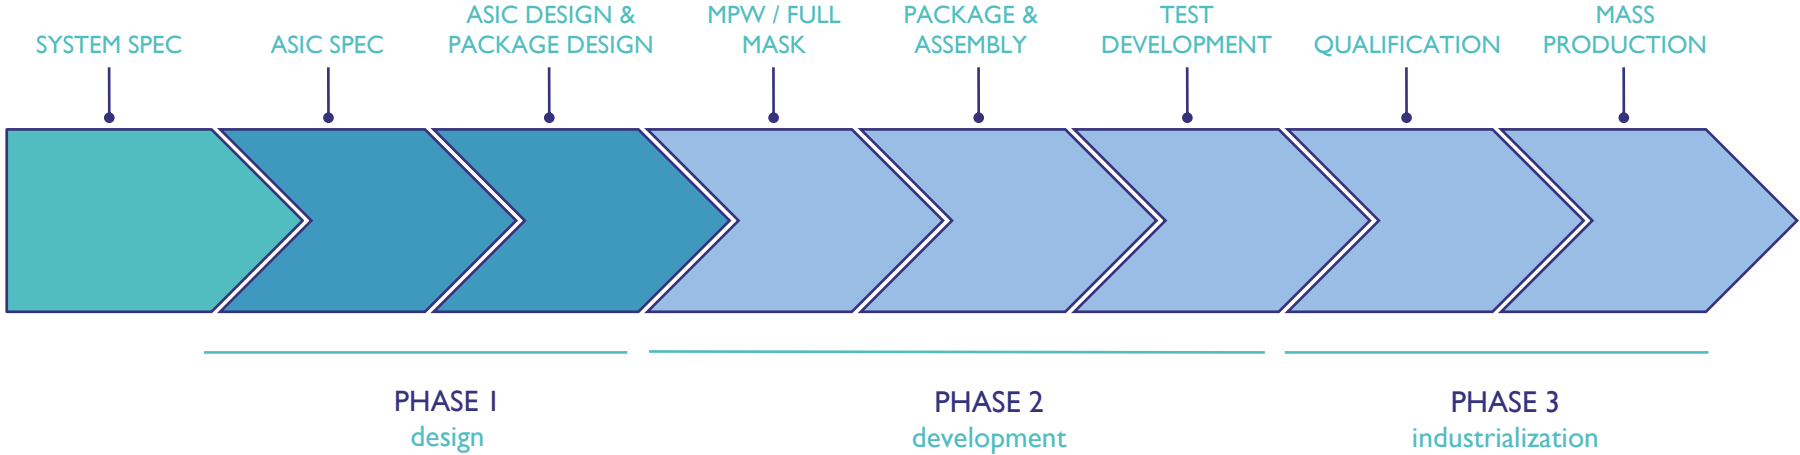 SYSTEM SPEC
ASIC SPEC
ASIC DESIGN &
PACKAGE DESIGN
MPW / FULL
MASK
PACKAGE &
ASSEMBLY
TEST
DEVELOPMENT
QUALIFICATION
MASS
PRODUCTION
PHASE 1
design
PHASE 2
development
PHASE 3
industrialization